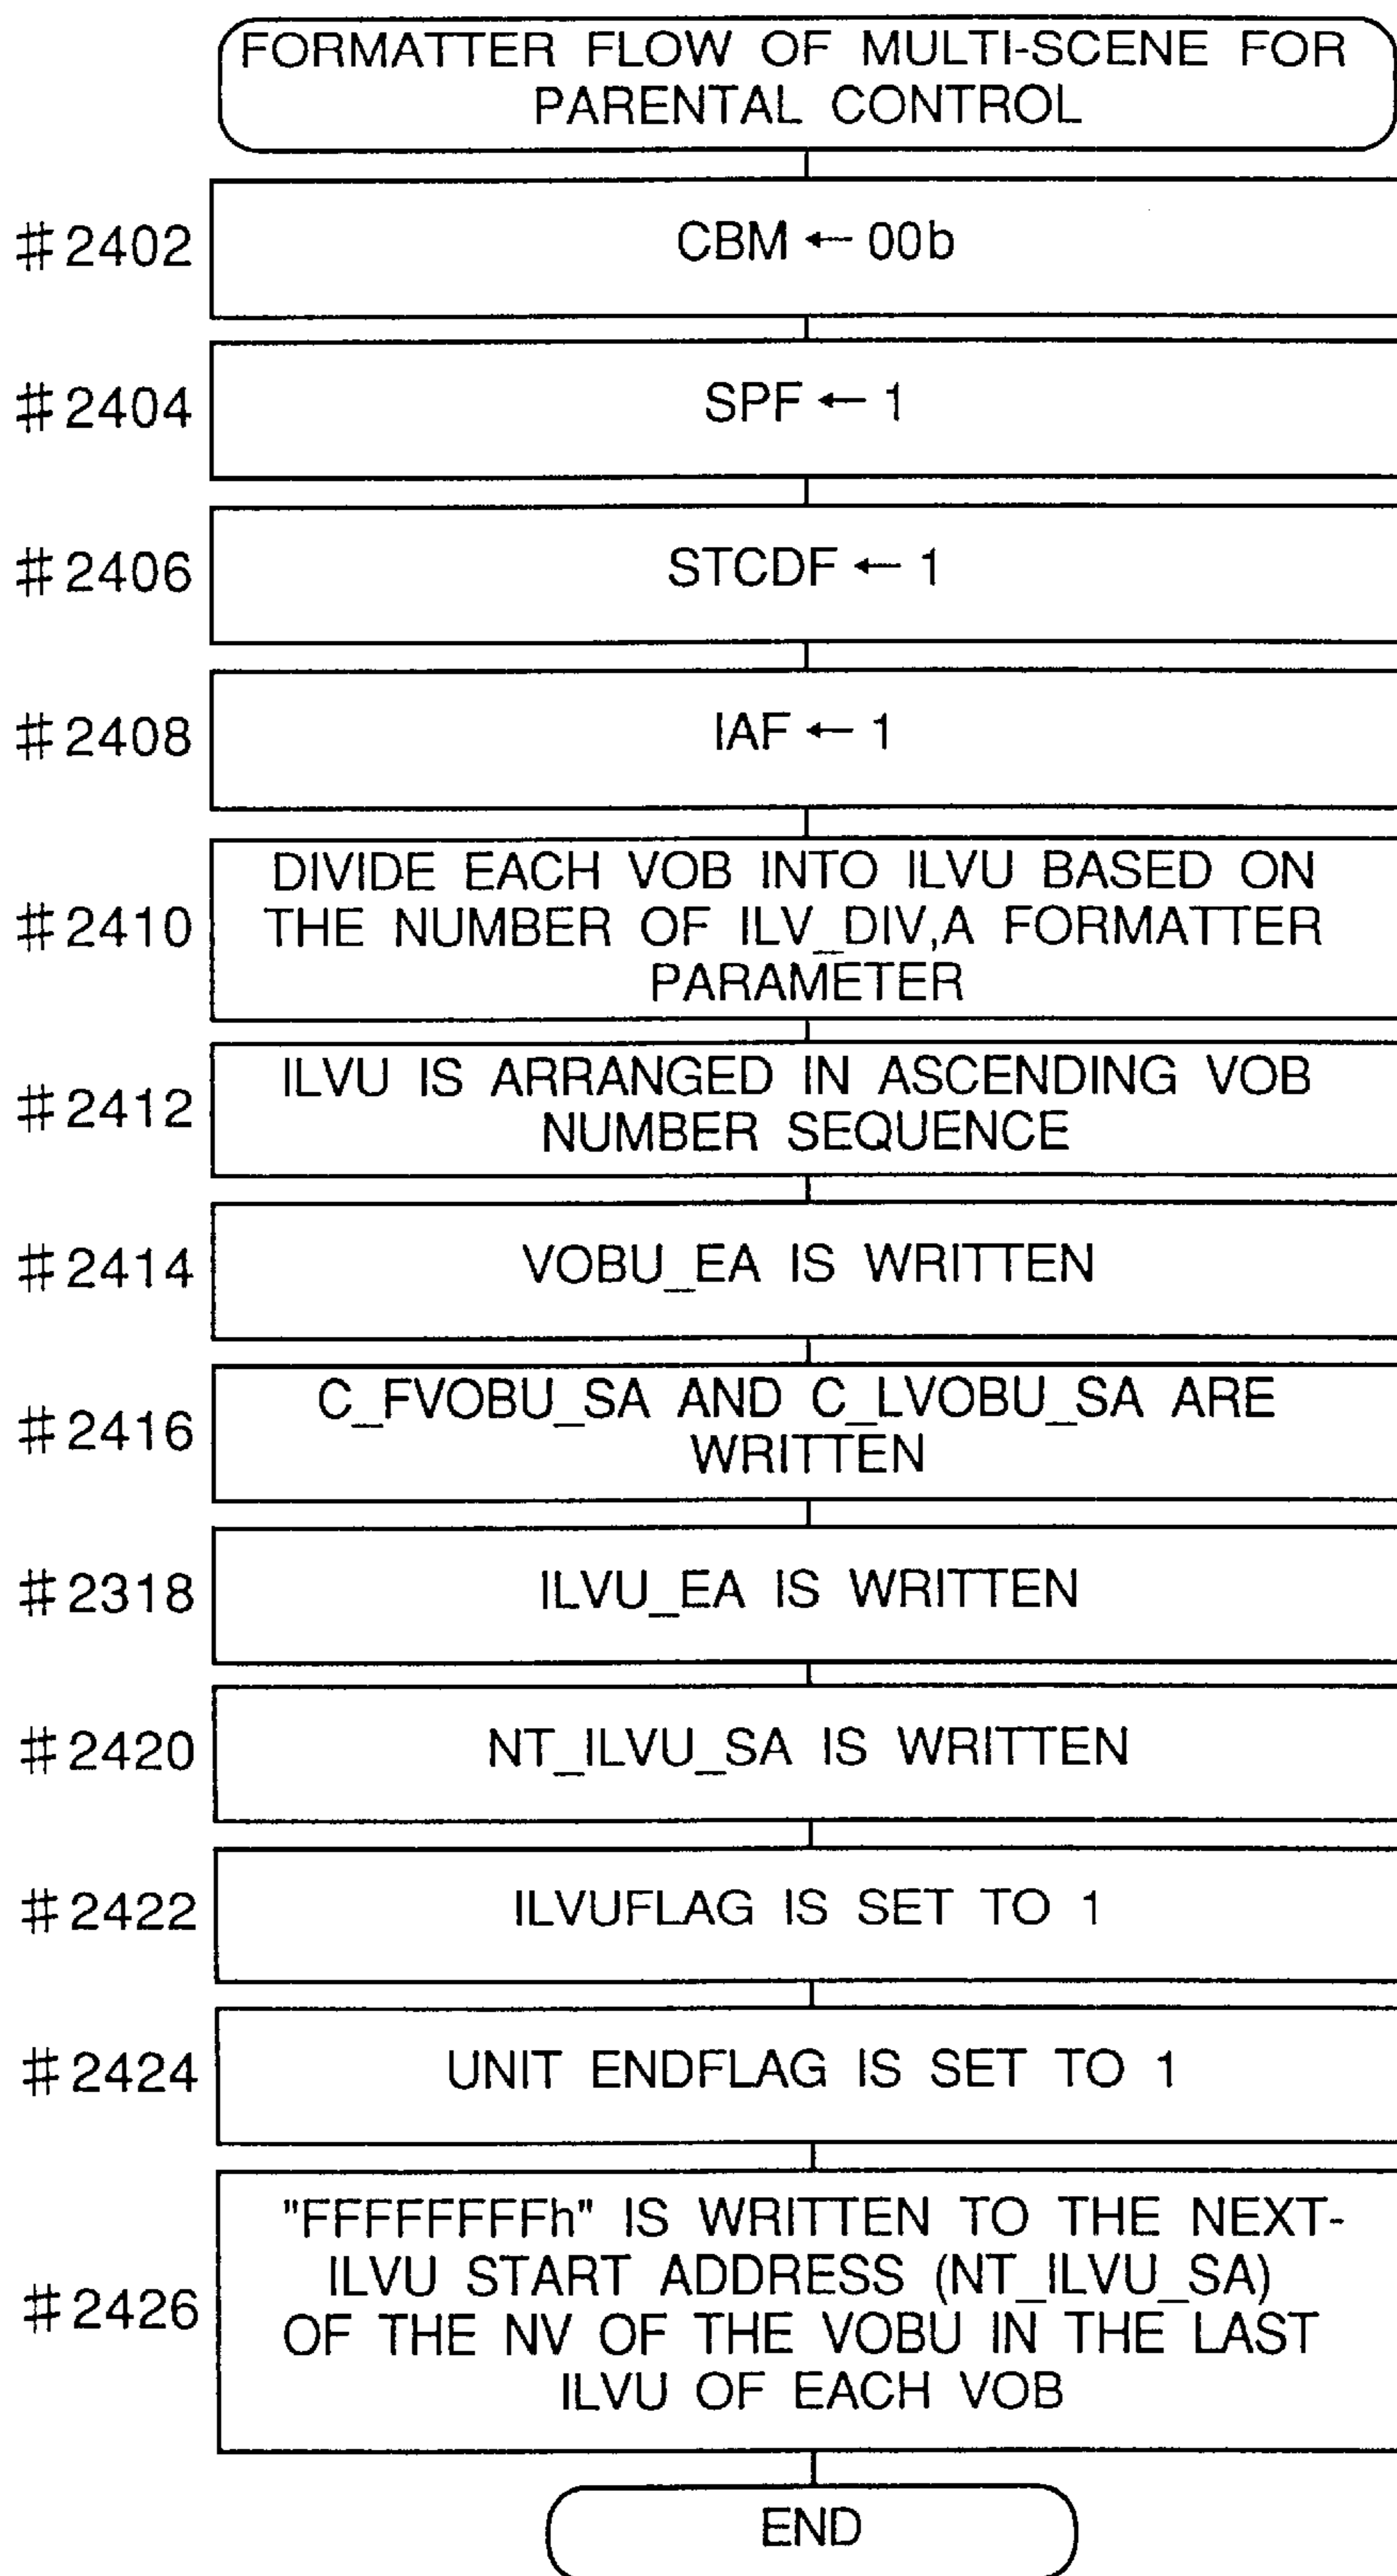 FORMATTER FLOW OF MULTI-SCENE FOR
PARENTAL CONTROL
#2402
CBM ← 00b
#2404
SPF ← 1
#2406
STCDF ← 1
#2408
IAF ← 1
#2410
DIVIDE EACH VOB INTO ILVU BASED ON
THE NUMBER OF ILV_DIV,A FORMATTER
PARAMETER
#2412
ILVU IS ARRANGED IN ASCENDING VOB
NUMBER SEQUENCE
#2414
VOBU_EA IS WRITTEN
#2416
C_FVOBU_SA AND C_LVOBU_SA ARE
WRITTEN
#2318
ILVU_EA IS WRITTEN
#2420
NT_ILVU_SA IS WRITTEN
#2422
ILVUFLAG IS SET TO 1
#2424
UNIT ENDFLAG IS SET TO 1
#2426
"FFFFFFFFh" IS WRITTEN TO THE NEXT-
ILVU START ADDRESS (NT_ILVU_SA)
OF THE NV OF THE VOBU IN THE LAST
ILVU OF EACH VOB
END